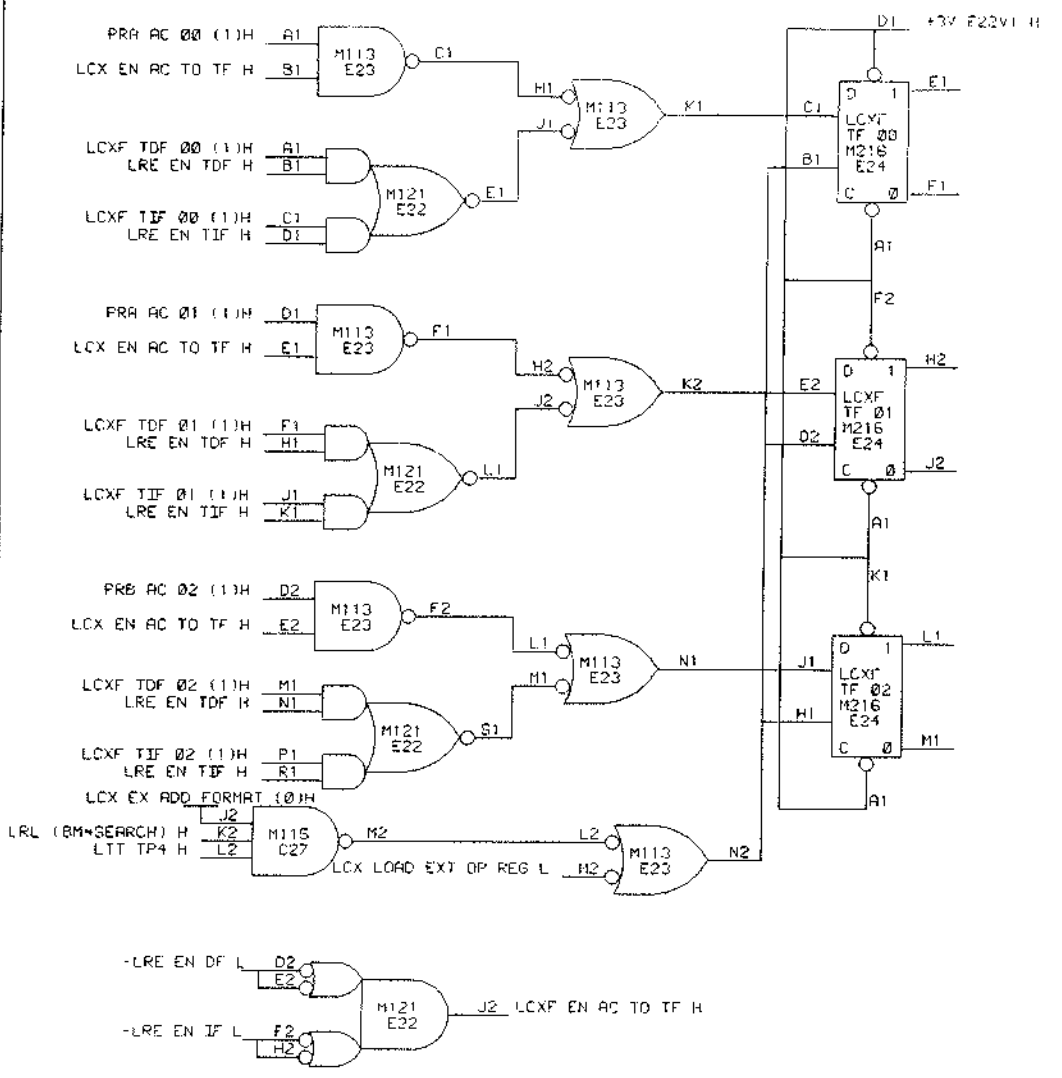 D1 +3V E22V1 H
PRA AC 00 (1)H A1
M113
E23
C1
LCX EN AC TO TF H B1
H1
J1
M113
E23
K1
C1
D 1
E1
LCXF
TF 00
M216
E24
B1
C 0
F1
LCXF TDF 00 (1)H A1
LRE EN TDF H B1
M121
E22
E1
LCXF TIF 00 (1)H C1
LRE EN TIF H D1
A1
F2
PRA AC 01 (1)H D1
M113
E23
F1
LCX EN AC TO TF H E1
H2
J2
M113
E23
K2
E2
D 1
H2
LCXF
TF 01
M216
E24
D2
C 0
J2
LCXF TDF 01 (1)H F1
LRE EN TDF H H1
M121
E22
L1
LCXF TIF 01 (1)H J1
LRE EN TIF H K1
A1
K1
PRB AC 02 (1)H D2
M113
E23
F2
LCX EN AC TO TF H E2
L1
M1
M113
E23
N1
J1
D 1
L1
LCXF
TF 02
M216
E24
H1
C 0
M1
LCXF TDF 02 (1)H M1
LRE EN TDF H N1
M121
E22
S1
LCXF TIF 02 (1)H P1
LRE EN TIF H R1
A1
LCX EX ADD FORMAT (0)H
J2
LRL (BM*SEARCH) H K2
LTT TP4 H L2
M115
C27
M2
L2
LCX LOAD EXT OP REG L M2
M113
E23
N2
-LRE EN DF L D2
E2
M121
E22
J2 LCXF EN AC TO TF H
-LRE EN IF L F2
H2